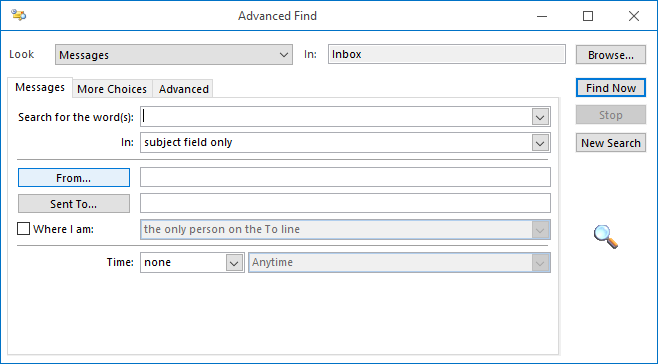 Advanced Find
Look Messages In: Inbox Browse...
Messages More Choices Advanced Find Now
Search for the word(s): Stop
In: subject field only New Search
From...
Sent To...
Where I am: the only person on the To line
Time: none Anytime